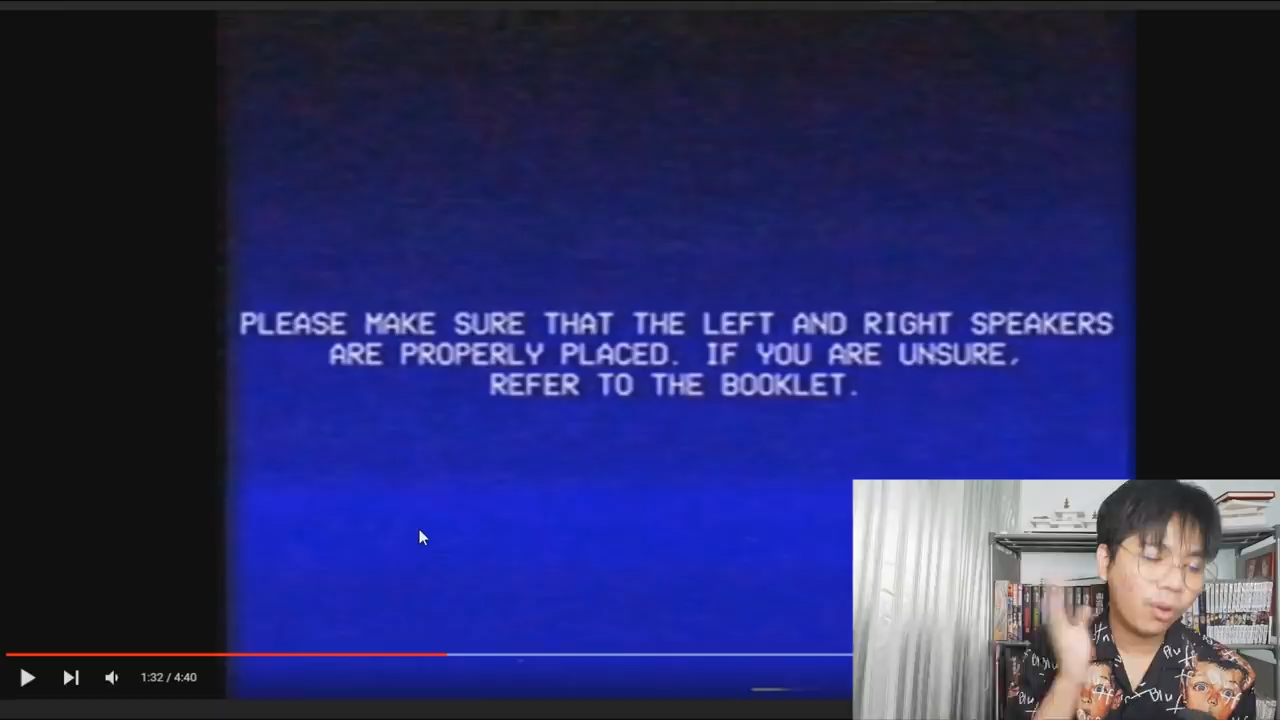 PLEASE MAKE SURE THAT THE LEFT AND RIGHT SPEAKERS
ARE PROPERLY PLACED. IF YOU ARE UNSURE,
REFER TO THE BOOKLET.
1:32 / 4:40